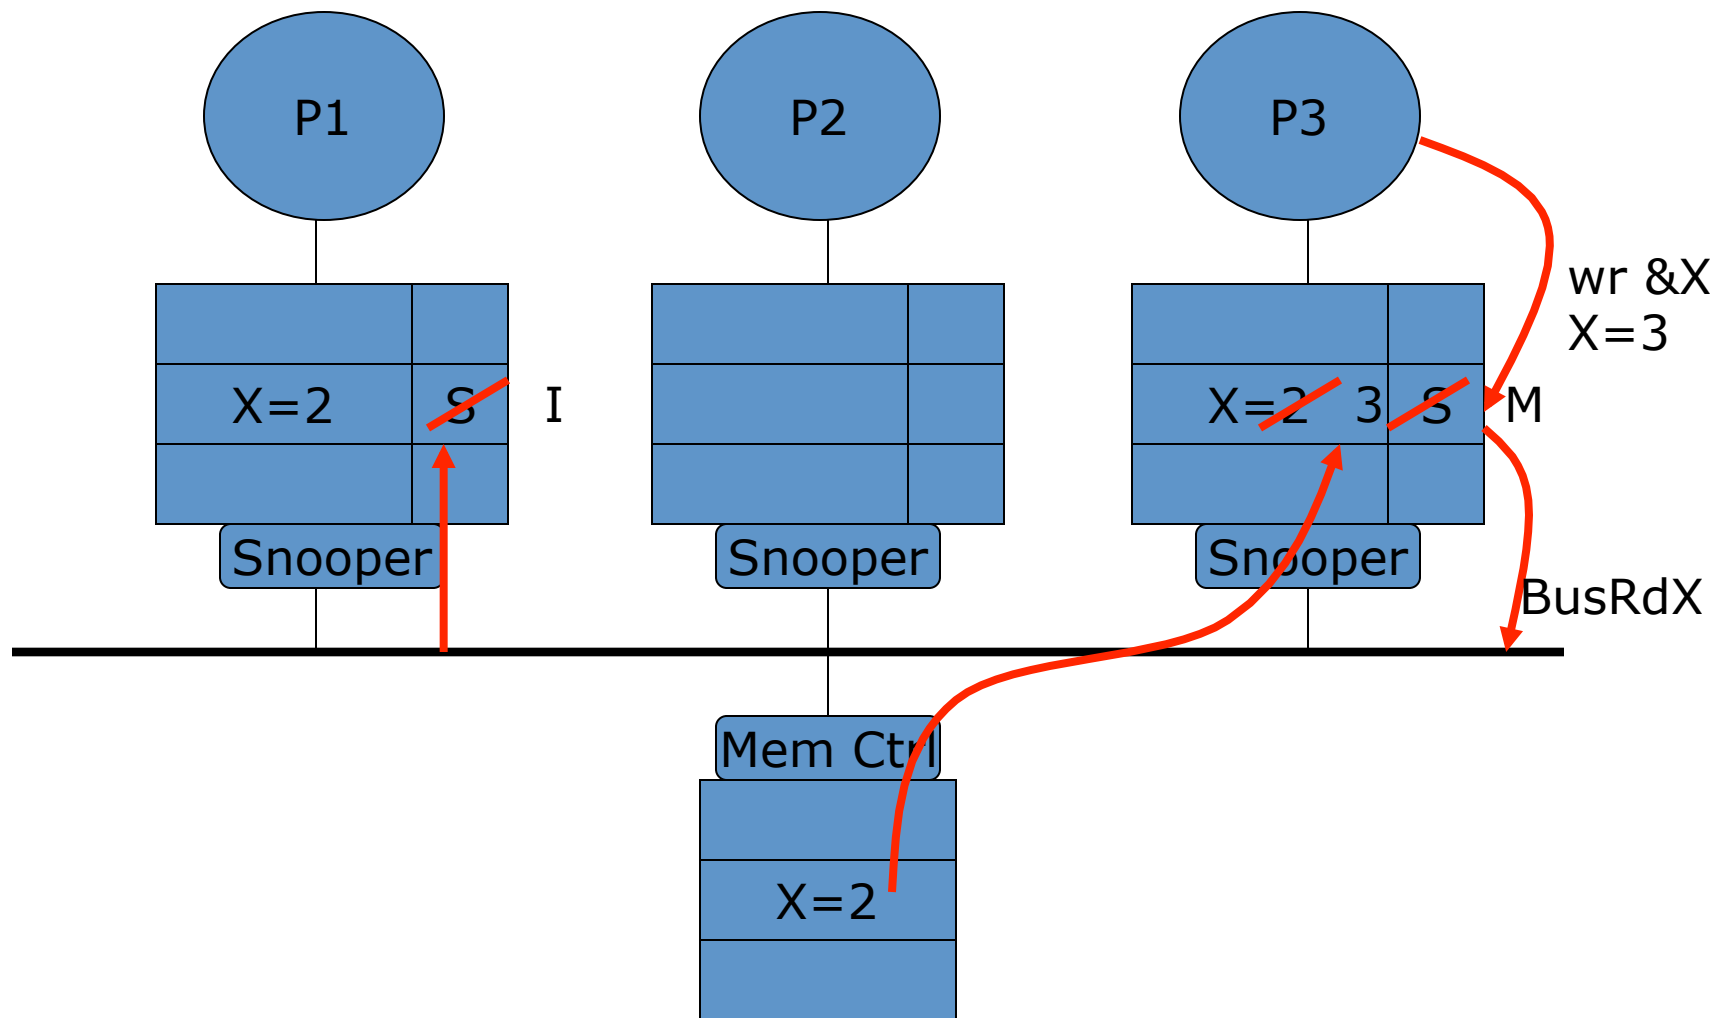 P1
P2
P3
wr &X
X=3
X=2 S I
X=2 3 S M
Snooper
Snooper
Snooper
BusRdX
Mem Ctrl
X=2